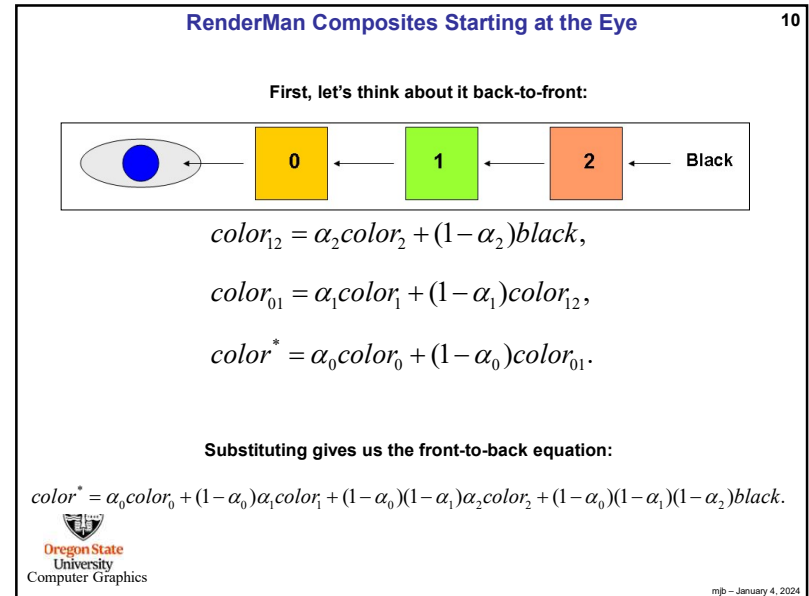 RenderMan Composites Starting at the Eye
10
First, let's think about it back-to-front:
0 1 2 Black
color₁₂ = α₂color₂ + (1 − α₂)black,
color₀₁ = α₁color₁ + (1 − α₁)color₁₂,
color* = α₀color₀ + (1 − α₀)color₀₁.
Substituting gives us the front-to-back equation:
color* = α₀color₀ + (1 − α₀)α₁color₁ + (1 − α₀)(1 − α₁)α₂color₂ + (1 − α₀)(1 − α₁)(1 − α₂)black.
Oregon State
University
Computer Graphics
mjb – January 4, 2024